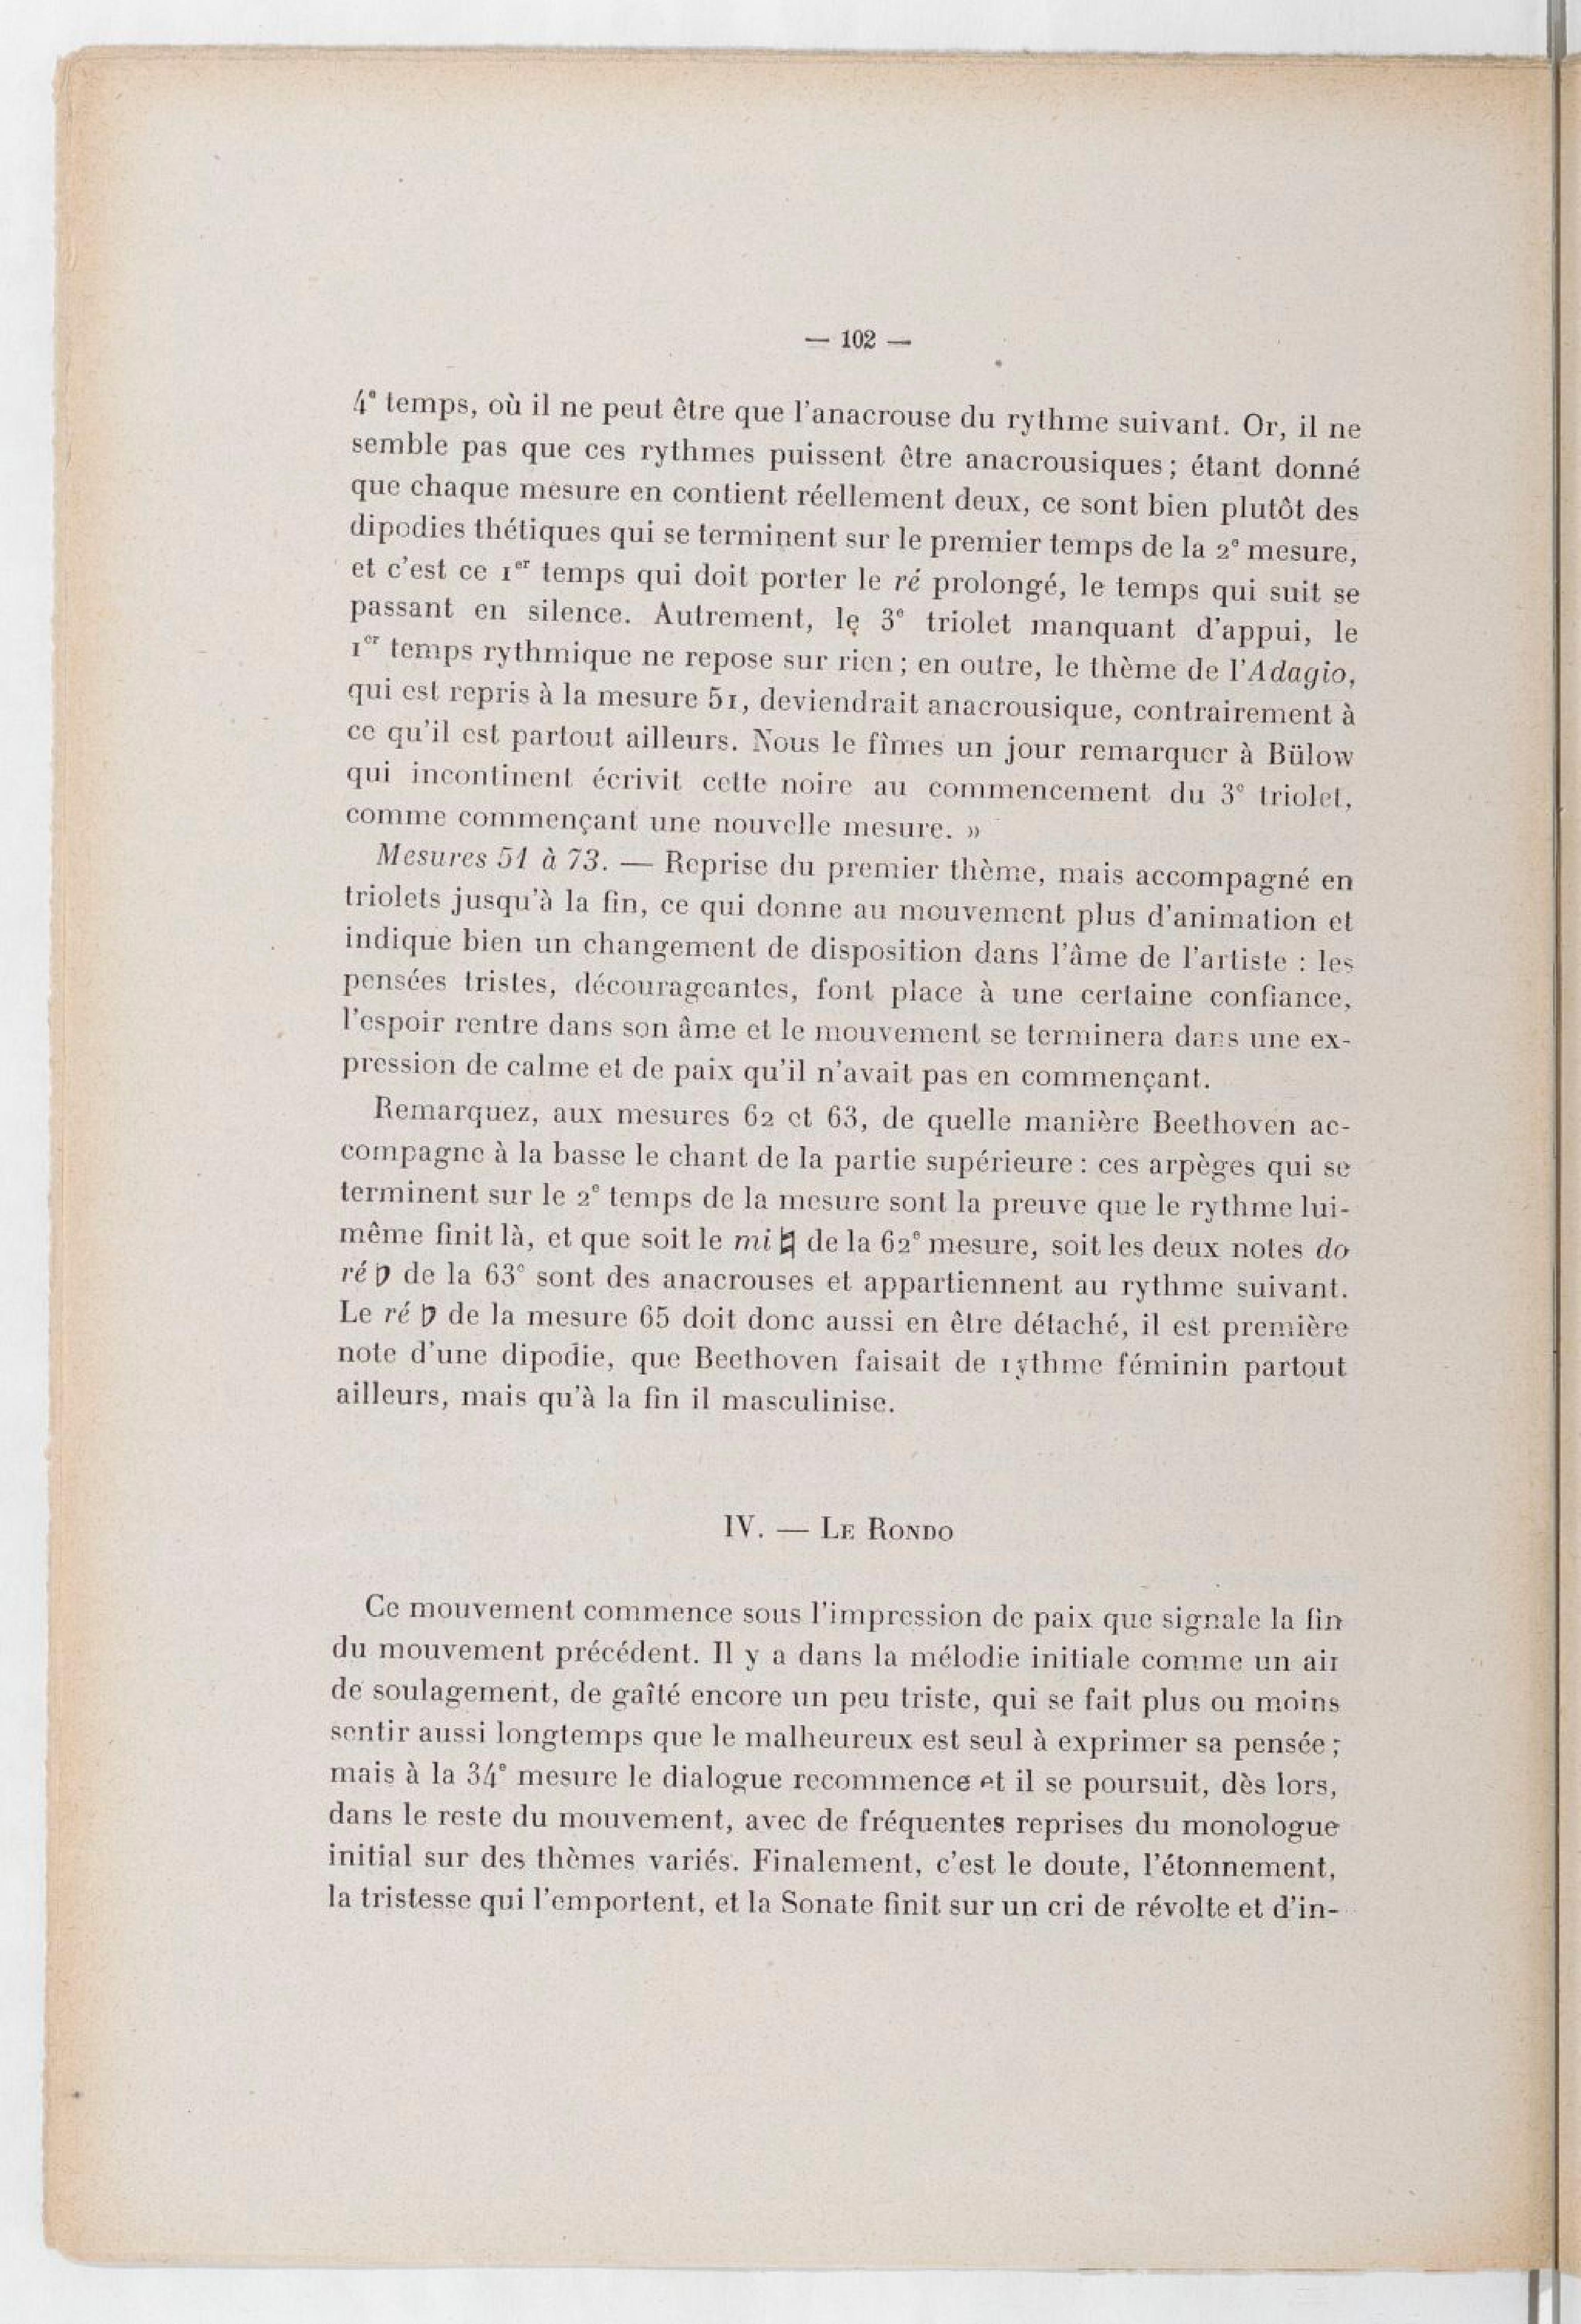 — 102 —
4e temps, où il ne peut être que l'anacrouse du rythme suivant. Or, il ne
semble pas que ces rythmes puissent être anacrousiques ; étant donné
que chaque mesure en contient réellement deux, ce sont bien plutôt des
dipodies thétiques qui se terminent sur le premier temps de la 2e mesure,
et c'est ce 1er temps qui doit porter le ré prolongé, le temps qui suit se
passant en silence. Autrement, le 3e triolet manquant d'appui, le
1er temps rythmique ne repose sur rien ; en outre, le thème de l'Adagio,
qui est repris à la mesure 51, deviendrait anacrousique, contrairement à
ce qu'il est partout ailleurs. Nous le fîmes un jour remarquer à Bülow
qui incontinent écrivit cette noire au commencement du 3e triolet,
comme commençant une nouvelle mesure. »
Mesures 51 à 73. — Reprise du premier thème, mais accompagné en
triolets jusqu'à la fin, ce qui donne au mouvement plus d'animation et
indique bien un changement de disposition dans l'âme de l'artiste : les
pensées tristes, décourageantes, font place à une certaine confiance,
l'espoir rentre dans son âme et le mouvement se terminera dans une ex-
pression de calme et de paix qu'il n'avait pas en commençant.
Remarquez, aux mesures 62 et 63, de quelle manière Beethoven ac-
compagne à la basse le chant de la partie supérieure : ces arpèges qui se
terminent sur le 2e temps de la mesure sont la preuve que le rythme lui-
même finit là, et que soit le mi ♮ de la 62e mesure, soit les deux notes do
ré ♭ de la 63e sont des anacrouses et appartiennent au rythme suivant.
Le ré ♭ de la mesure 65 doit donc aussi en être détaché, il est première
note d'une dipodie, que Beethoven faisait de rythme féminin partout
ailleurs, mais qu'à la fin il masculinise.
IV. — LE RONDO
Ce mouvement commence sous l'impression de paix que signale la fin
du mouvement précédent. Il y a dans la mélodie initiale comme un air
de soulagement, de gaîté encore un peu triste, qui se fait plus ou moins
sentir aussi longtemps que le malheureux est seul à exprimer sa pensée ;
mais à la 34e mesure le dialogue recommence et il se poursuit, dès lors,
dans le reste du mouvement, avec de fréquentes reprises du monologue
initial sur des thèmes variés. Finalement, c'est le doute, l'étonnement,
la tristesse qui l'emportent, et la Sonate finit sur un cri de révolte et d'in-